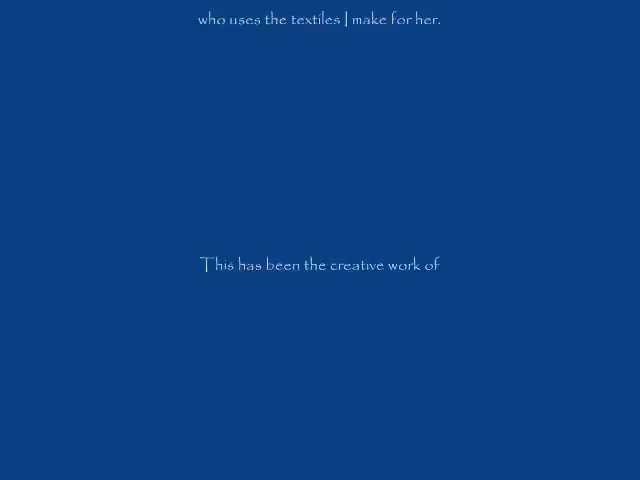 who uses the textiles I make for her.
This has been the creative work of